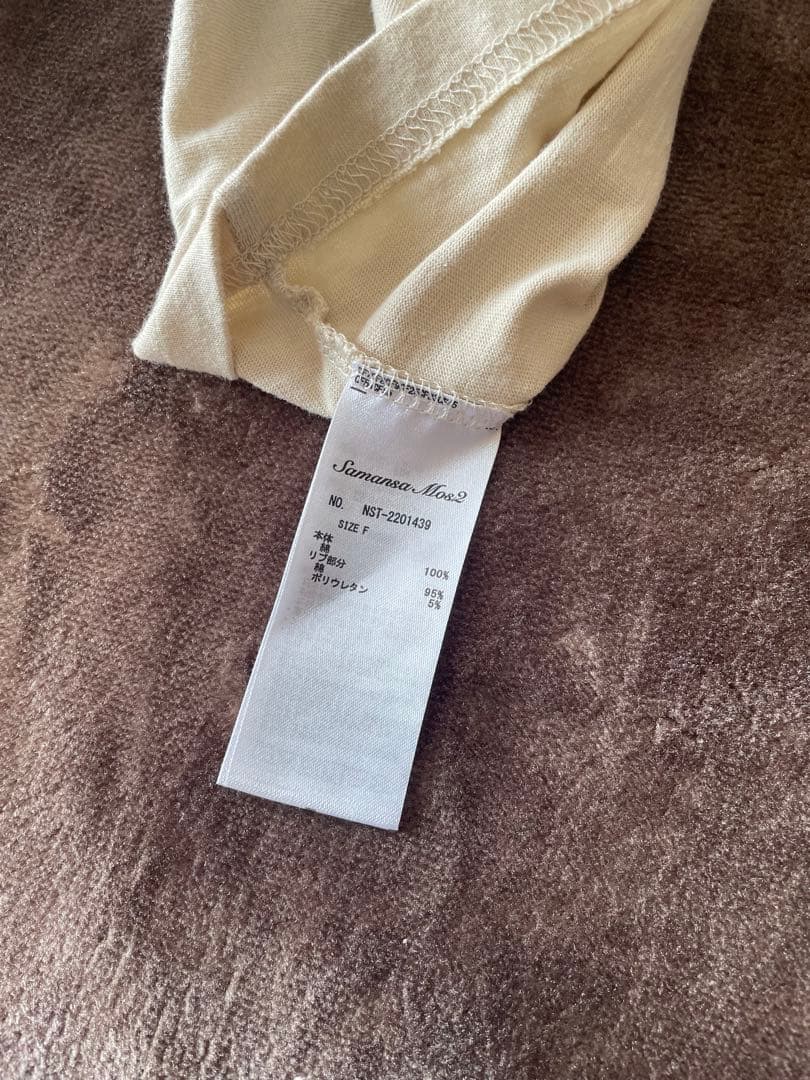 Samansa Mos2
NO. NST-2201439
SIZE F
本体
綿 100%
リブ部分
綿 95%
ポリウレタン 5%